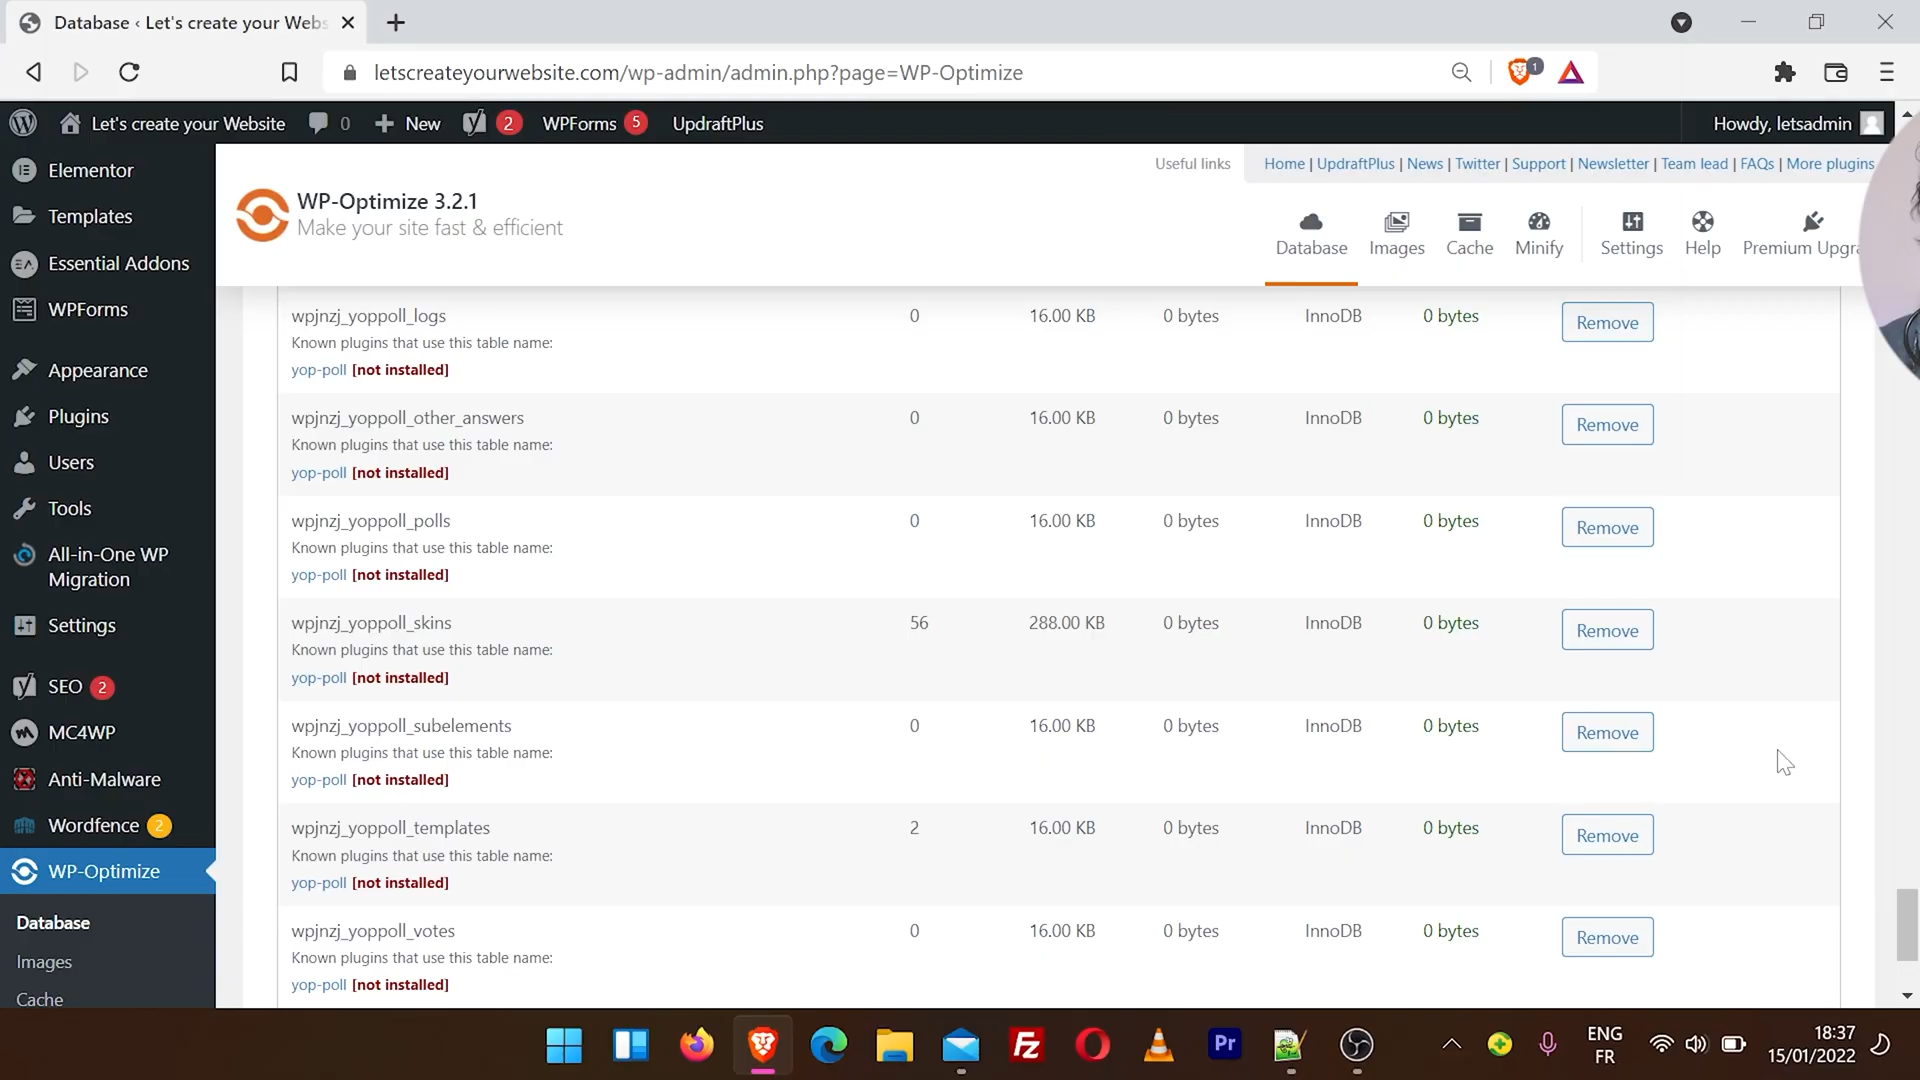 Database ‹ Let's create your Webs
letscreateyourwebsite.com/wp-admin/admin.php?page=WP-Optimize
1
Let's create your Website
0
New
2
WPForms 5
UpdraftPlus
Howdy, letsadmin
Elementor
Templates
Essential Addons
WPForms
Appearance
Plugins
Users
Tools
All-in-One WP
Migration
Settings
SEO 2
MC4WP
Anti-Malware
Wordfence 2
WP-Optimize
Database
Images
Cache
Useful links
Home | UpdraftPlus | News | Twitter | Support | Newsletter | Team lead | FAQs | More plugins
WP-Optimize 3.2.1
Make your site fast & efficient
Database
Images
Cache
Minify
Settings
Help
Premium Upgra
wpjnzj_yoppoll_logs 0 16.00 KB 0 bytes InnoDB 0 bytes Remove
Known plugins that use this table name:
yop-poll [not installed]
wpjnzj_yoppoll_other_answers 0 16.00 KB 0 bytes InnoDB 0 bytes Remove
Known plugins that use this table name:
yop-poll [not installed]
wpjnzj_yoppoll_polls 0 16.00 KB 0 bytes InnoDB 0 bytes Remove
Known plugins that use this table name:
yop-poll [not installed]
wpjnzj_yoppoll_skins 56 288.00 KB 0 bytes InnoDB 0 bytes Remove
Known plugins that use this table name:
yop-poll [not installed]
wpjnzj_yoppoll_subelements 0 16.00 KB 0 bytes InnoDB 0 bytes Remove
Known plugins that use this table name:
yop-poll [not installed]
wpjnzj_yoppoll_templates 2 16.00 KB 0 bytes InnoDB 0 bytes Remove
Known plugins that use this table name:
yop-poll [not installed]
wpjnzj_yoppoll_votes 0 16.00 KB 0 bytes InnoDB 0 bytes Remove
Known plugins that use this table name:
yop-poll [not installed]
Fz
Pr
ENG
FR
18:37
15/01/2022